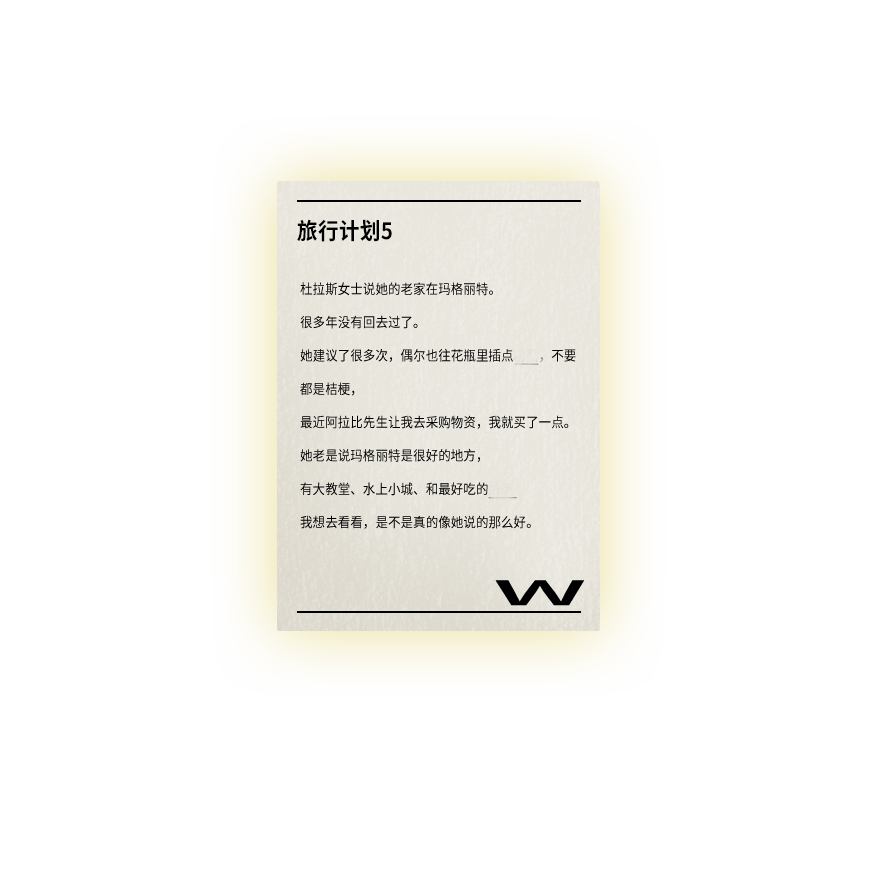 旅行计划5
杜拉斯女士说她的老家在玛格丽特。
很多年没有回去过了。
她建议了很多次，偶尔也往花瓶里插点____，不要
都是桔梗，
最近阿拉比先生让我去采购物资，我就买了一点。
她老是说玛格丽特是很好的地方，
有大教堂、水上小城、和最好吃的____
我想去看看，是不是真的像她说的那么好。
W